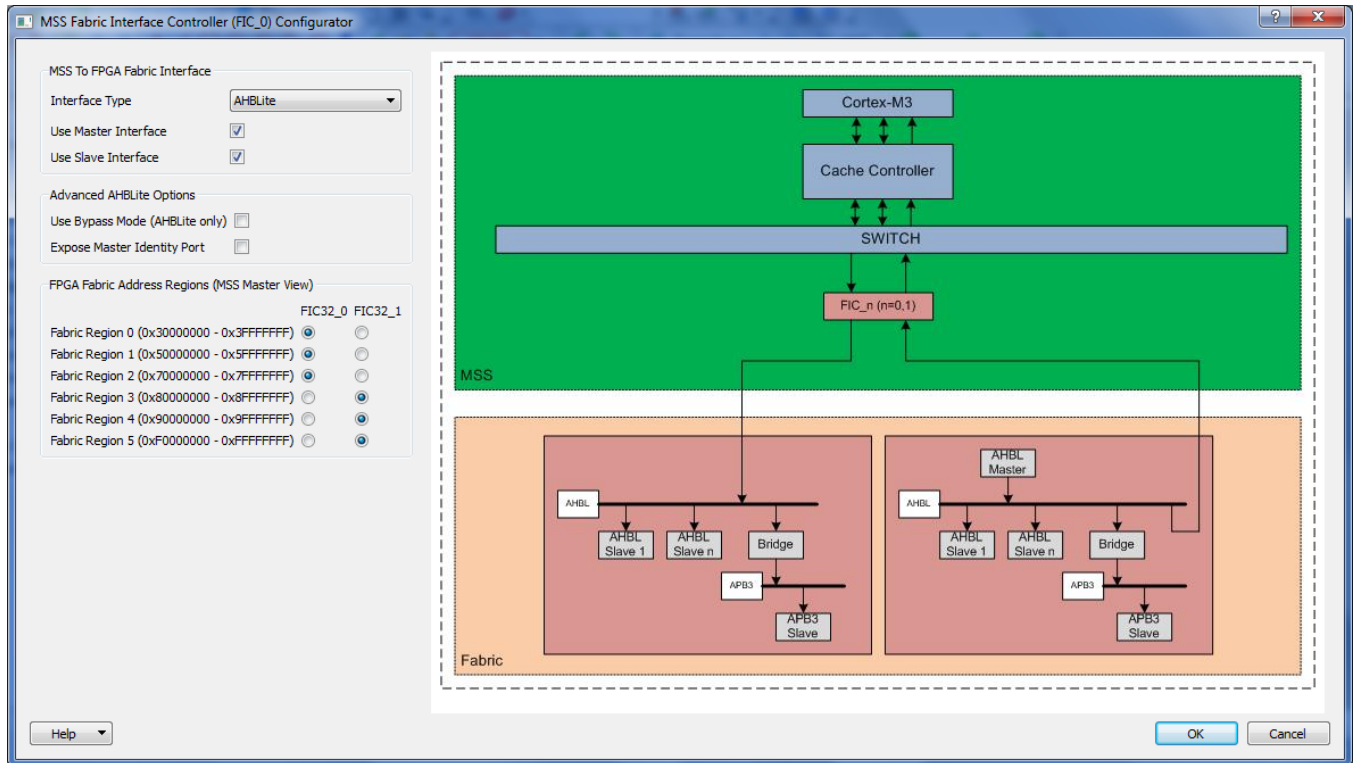 MSS Fabric Interface Controller (FIC_0) Configurator
?
X
MSS To FPGA Fabric Interface
Interface Type
AHBLite
Use Master Interface
Use Slave Interface
Advanced AHBLite Options
Use Bypass Mode (AHBLite only)
Expose Master Identity Port
FPGA Fabric Address Regions (MSS Master View)
FIC32_0 FIC32_1
Fabric Region 0 (0x30000000 - 0x3FFFFFFF)
Fabric Region 1 (0x50000000 - 0x5FFFFFFF)
Fabric Region 2 (0x70000000 - 0x7FFFFFFF)
Fabric Region 3 (0x80000000 - 0x8FFFFFFF)
Fabric Region 4 (0x90000000 - 0x9FFFFFFF)
Fabric Region 5 (0xF0000000 - 0xFFFFFFFF)
Cortex-M3
Cache Controller
SWITCH
FIC_n (n=0,1)
MSS
AHBL
AHBL
Slave 1
AHBL
Slave n
Bridge
APB3
APB3
Slave
AHBL
Master
AHBL
AHBL
Slave 1
AHBL
Slave n
Bridge
APB3
APB3
Slave
Fabric
Help
OK
Cancel